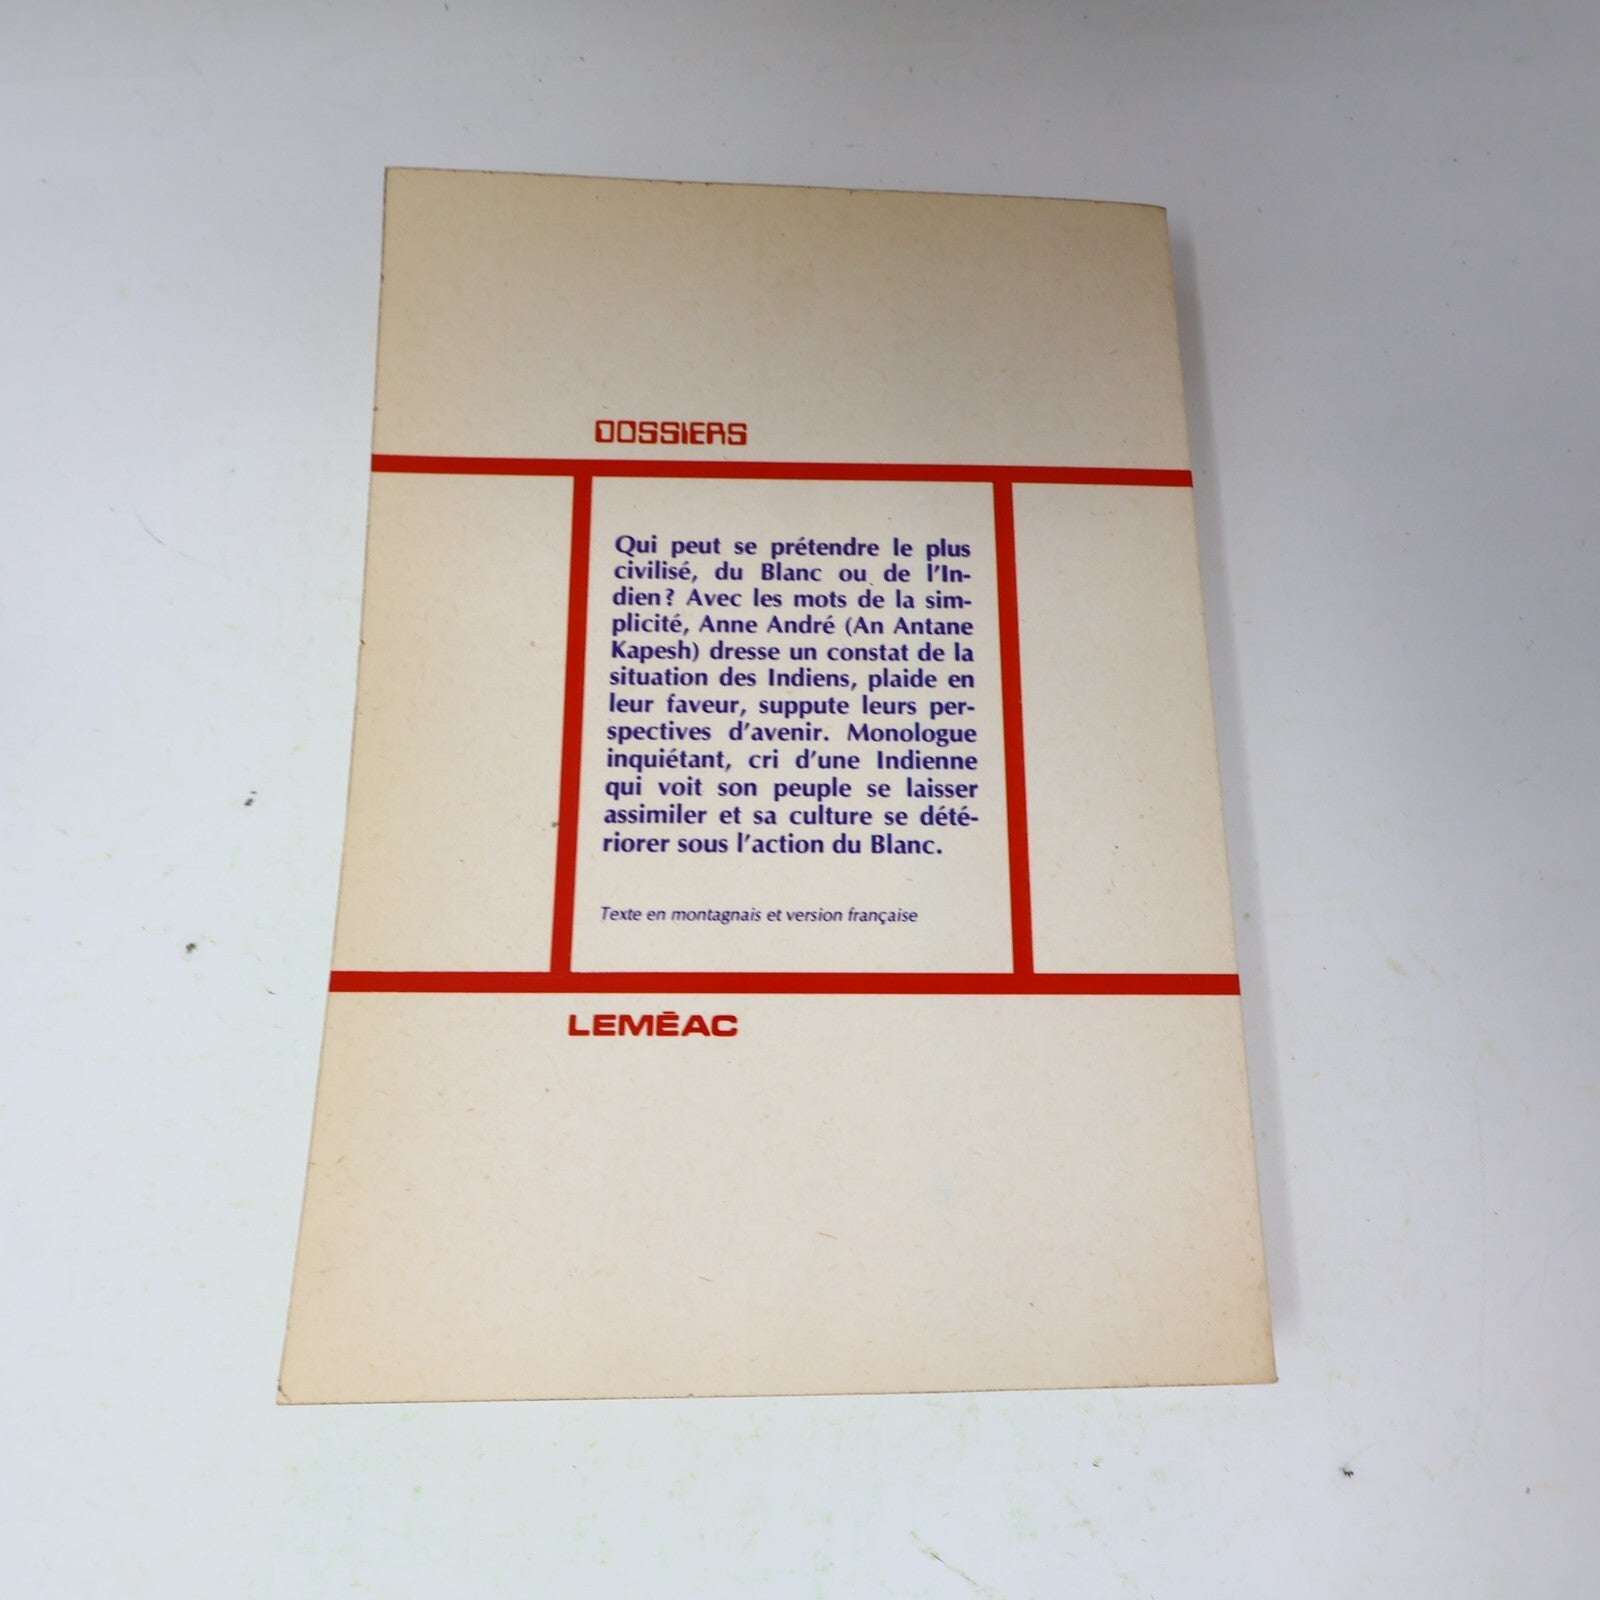 DOSSIERS
Qui peut se prétendre le plus
civilisé, du Blanc ou de l'In-
dien? Avec les mots de la sim-
plicité, Anne André (An Antane
Kapesh) dresse un constat de la
situation des Indiens, plaide en
leur faveur, suppute leurs per-
spectives d'avenir. Monologue
inquiétant, cri d'une Indienne
qui voit son peuple se laisser
assimiler et sa culture se dété-
riorer sous l'action du Blanc.
Texte en montagnais et version française
LEMÉAC